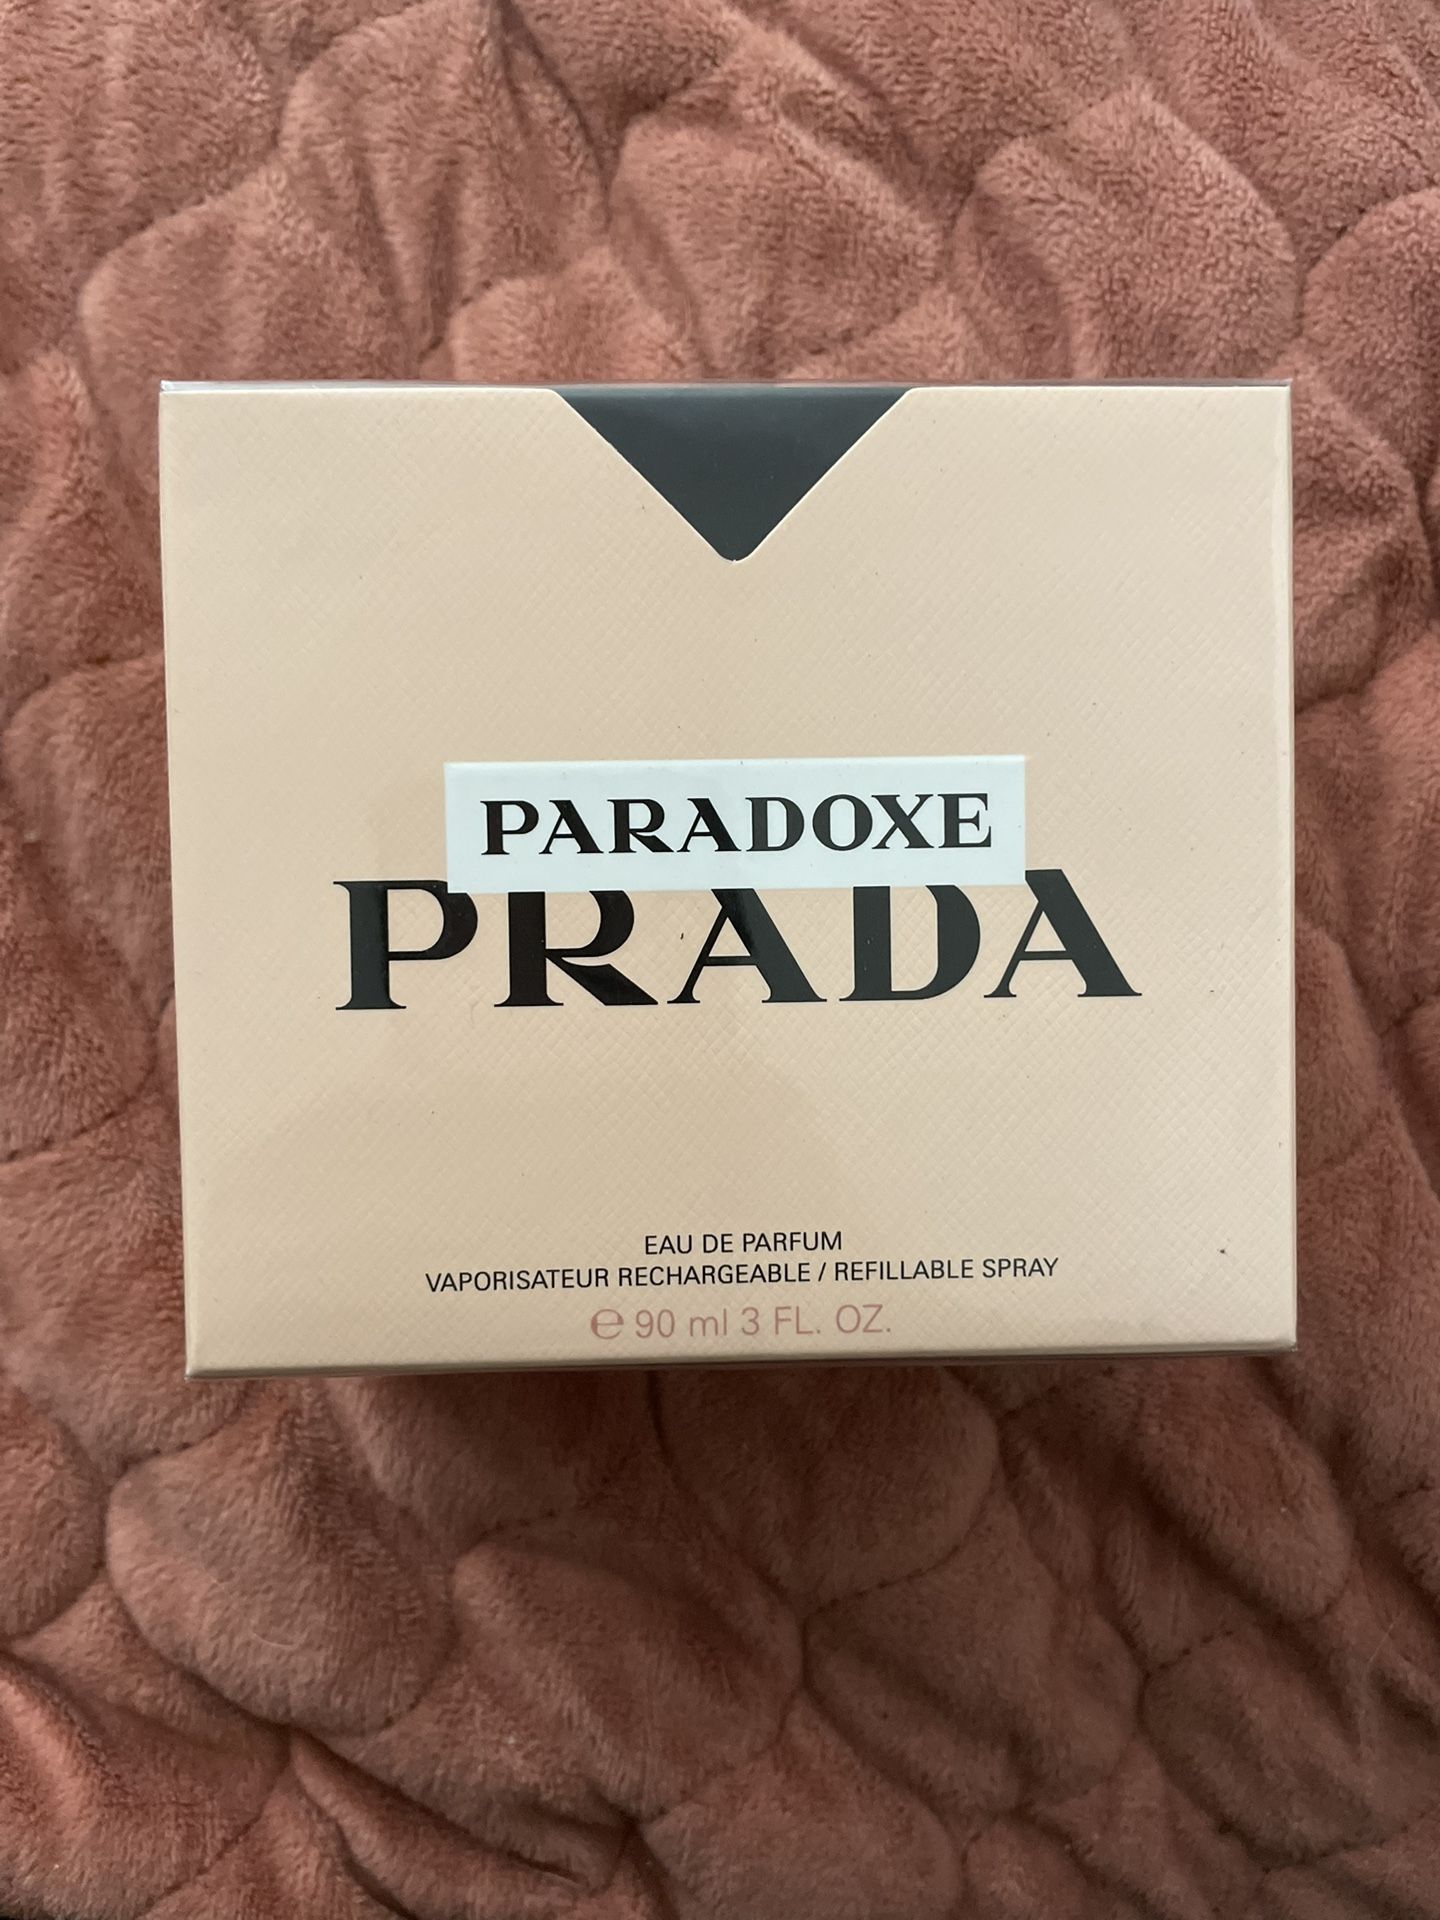 PARADOXE
PRADA
EAU DE PARFUM
VAPORISATEUR RECHARGEABLE / REFILLABLE SPRAY
℮ 90 ml 3 FL. OZ.